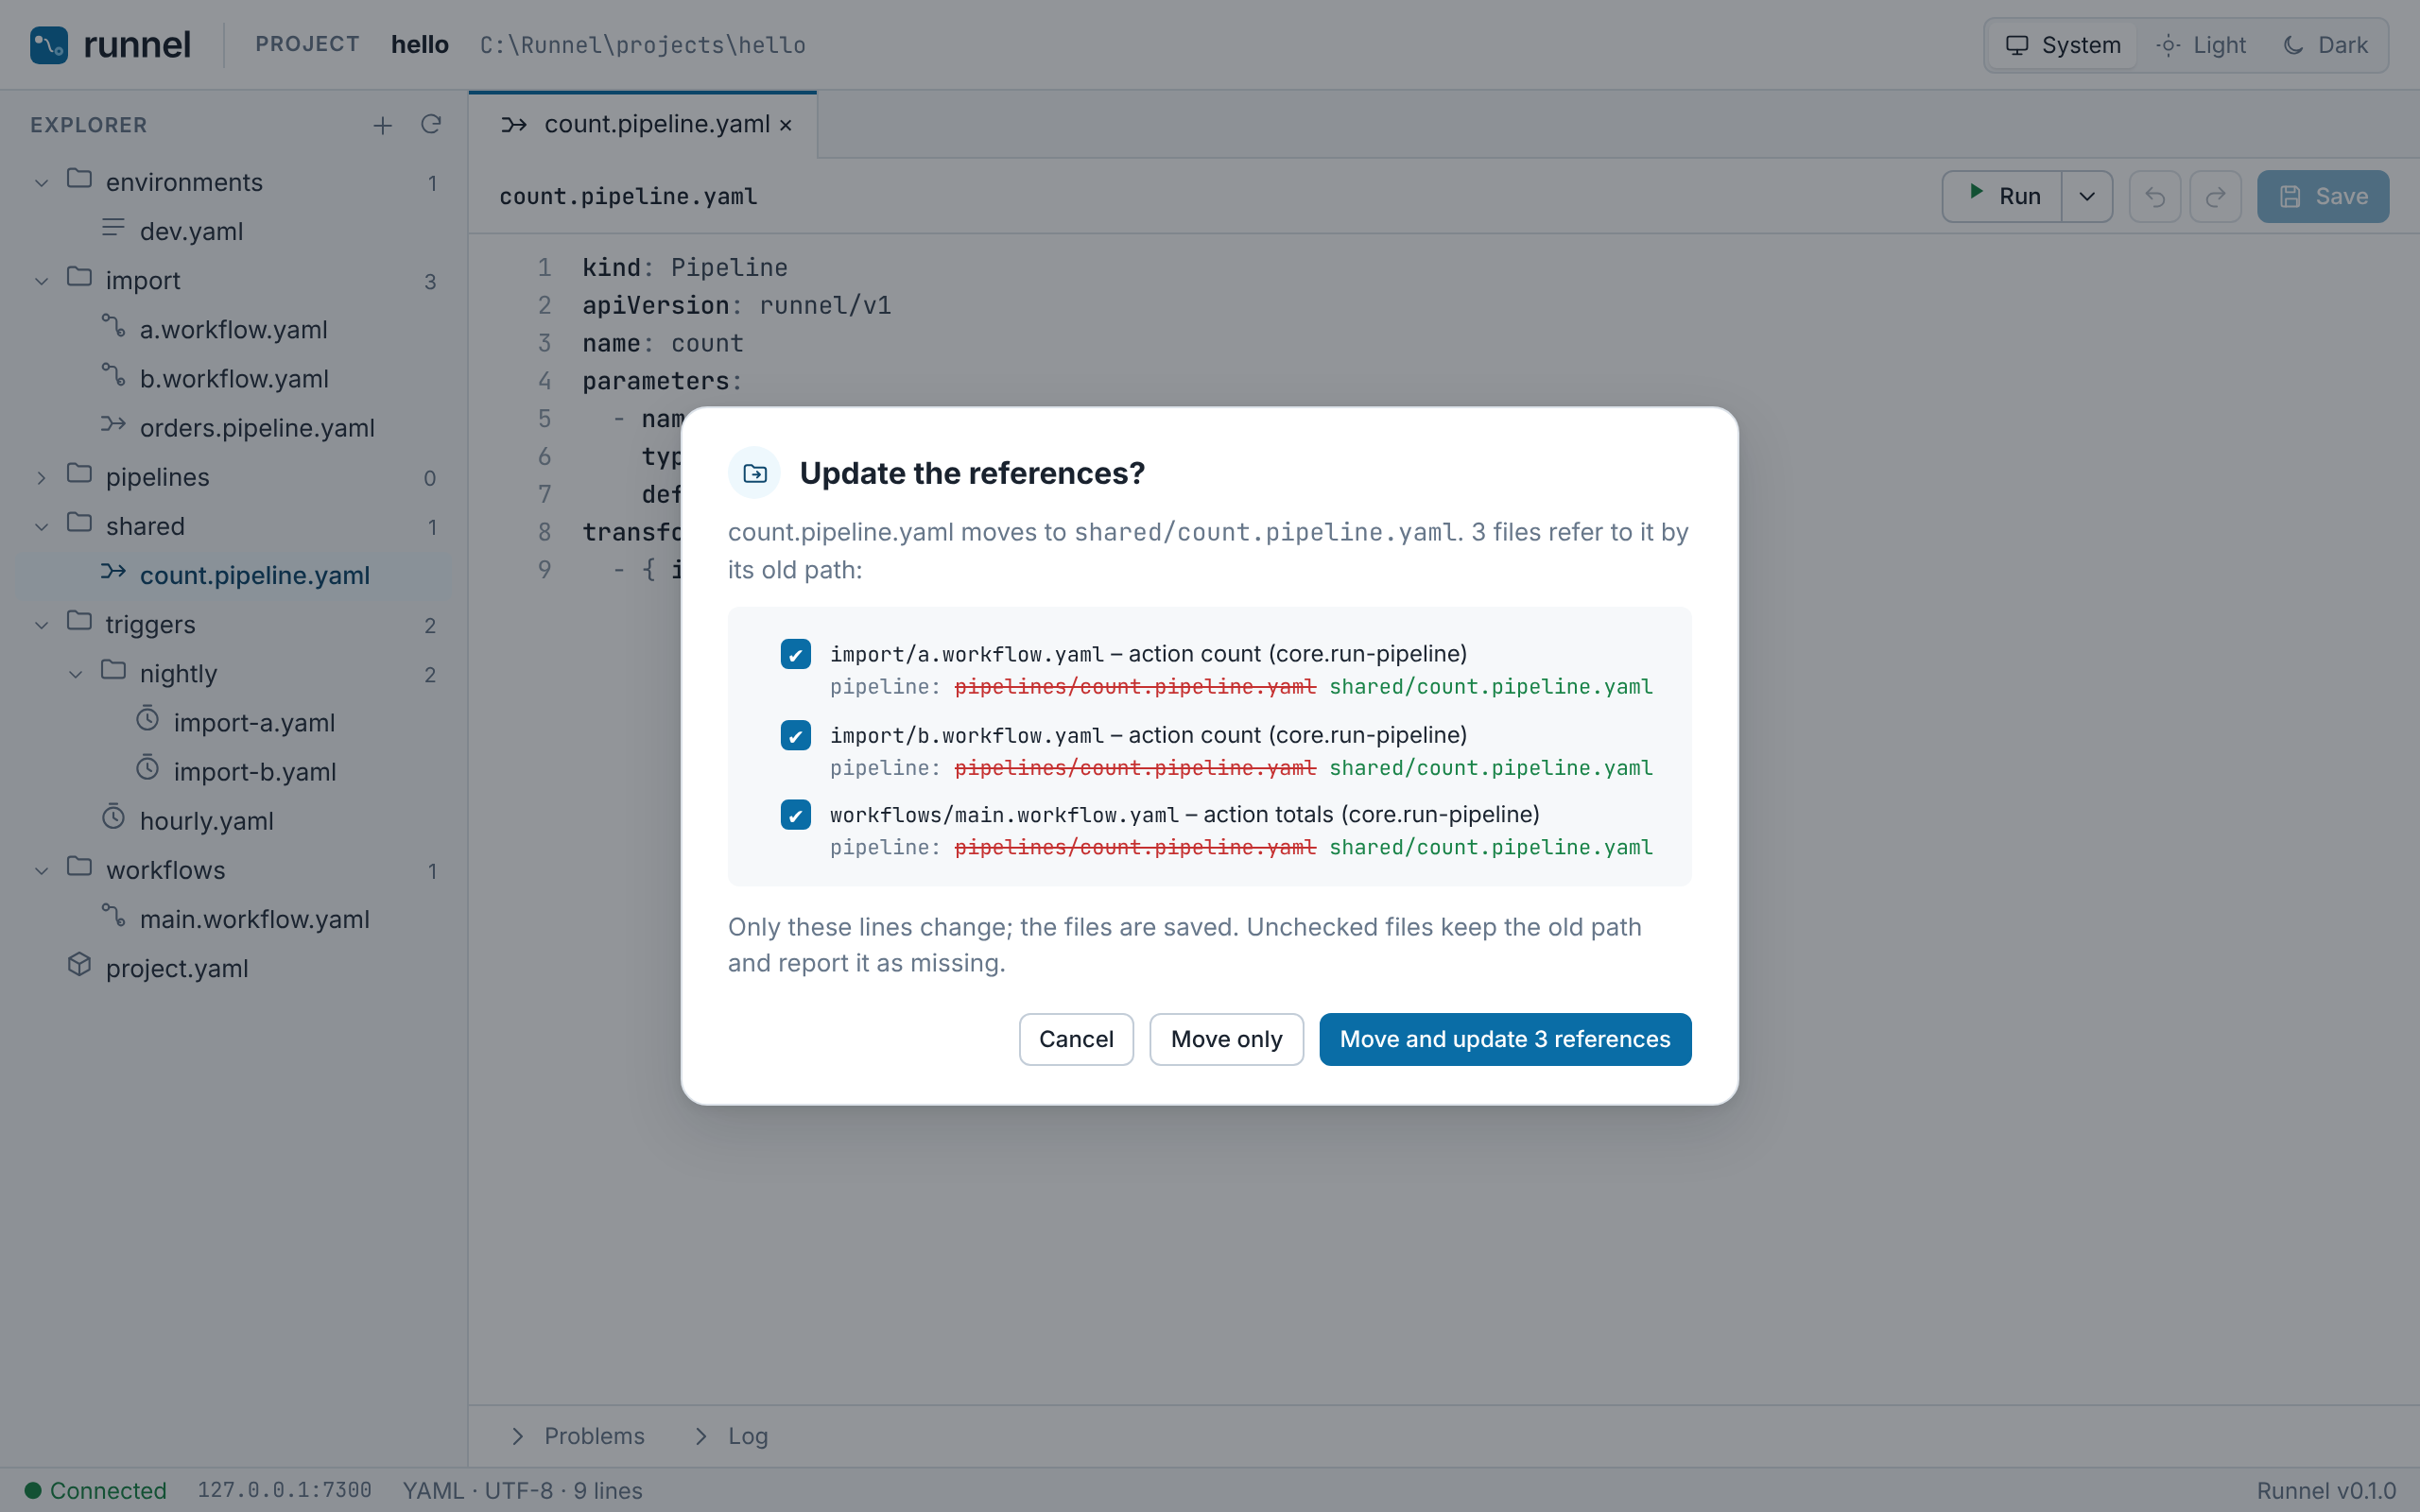 runnel PROJECT hello C:\Runnel\projects\hello System Light Dark
EXPLORER
environments 1
dev.yaml
import 3
a.workflow.yaml
b.workflow.yaml
orders.pipeline.yaml
pipelines 0
shared 1
count.pipeline.yaml
triggers 2
nightly 2
import-a.yaml
import-b.yaml
hourly.yaml
workflows 1
main.workflow.yaml
project.yaml
count.pipeline.yaml ×
count.pipeline.yaml Run Save
1 kind: Pipeline
2 apiVersion: runnel/v1
3 name: count
4 parameters:
5 - nam
6 typ
7 def
8 transfo
9 - { i
Update the references?
count.pipeline.yaml moves to shared/count.pipeline.yaml. 3 files refer to it by
its old path:
import/a.workflow.yaml – action count (core.run-pipeline)
pipeline: pipelines/count.pipeline.yaml shared/count.pipeline.yaml
import/b.workflow.yaml – action count (core.run-pipeline)
pipeline: pipelines/count.pipeline.yaml shared/count.pipeline.yaml
workflows/main.workflow.yaml – action totals (core.run-pipeline)
pipeline: pipelines/count.pipeline.yaml shared/count.pipeline.yaml
Only these lines change; the files are saved. Unchecked files keep the old path
and report it as missing.
Cancel Move only Move and update 3 references
Problems Log
Connected 127.0.0.1:7300 YAML · UTF-8 · 9 lines Runnel v0.1.0